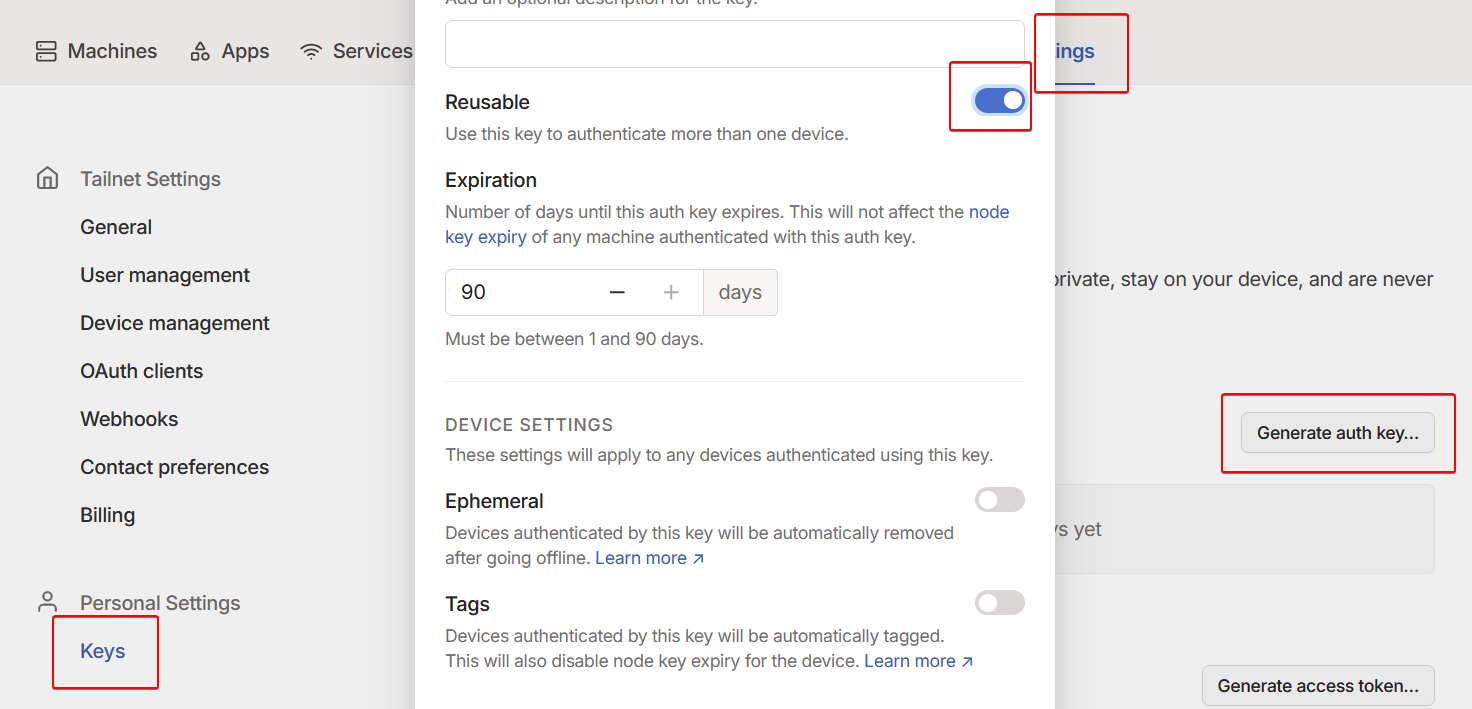 Add an optional description for the key.
Machines
Apps
Services
ings
Reusable
Use this key to authenticate more than one device.
Expiration
Number of days until this auth key expires. This will not affect the node
key expiry of any machine authenticated with this auth key.
90
days
Must be between 1 and 90 days.
DEVICE SETTINGS
These settings will apply to any devices authenticated using this key.
Ephemeral
Devices authenticated by this key will be automatically removed
after going offline. Learn more ↗
Tags
Devices authenticated by this key will be automatically tagged.
This will also disable node key expiry for the device. Learn more ↗
Tailnet Settings
General
User management
Device management
OAuth clients
Webhooks
Contact preferences
Billing
Personal Settings
Keys
private, stay on your device, and are never
Generate auth key...
yet
Generate access token...